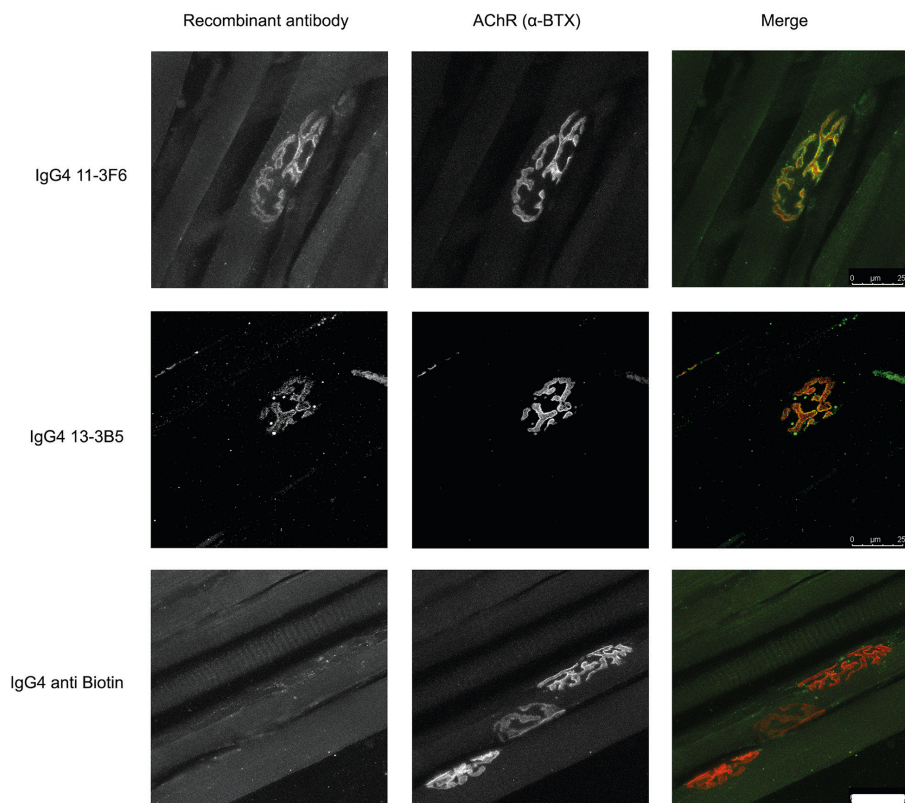 Recombinant antibody AChR (α-BTX) Merge
IgG4 11-3F6
0 µm 25
IgG4 13-3B5
0 µm 25
IgG4 anti Biotin